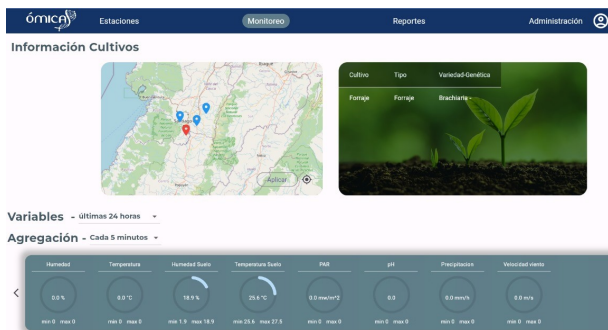 ómicas
Estaciones Monitoreo Reportes Administración
Información Cultivos
Ibagué
Popayán
Neiva
Aplicar
Cultivo Tipo Variedad-Genética
Forraje Forraje Brachiaria -
Variables - últimas 24 horas
Agregación - Cada 5 minutos
Humedad Temperatura Humedad Suelo Temperatura Suelo PAR pH Precipitacion Velocidad viento
0.0 % 0.0 °C 18.9 % 25.6 °C 0.0 mw/m^2 0.0 0.0 mm/h 0.0 m/s
min 0 max 0 min 0 max 0 min 1.9 max 18.9 min 25.6 max 27.5 min 0 max 0 min 0 max 0 min 0 max 0 min 0 max 0